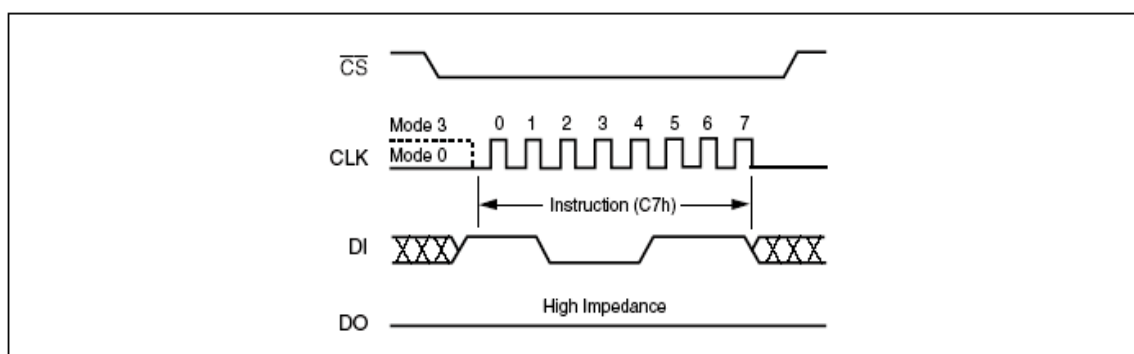 CS
Mode 3
0 1 2 3 4 5 6 7
CLK
Mode 0
Instruction (C7h)
DI
High Impedance
DO